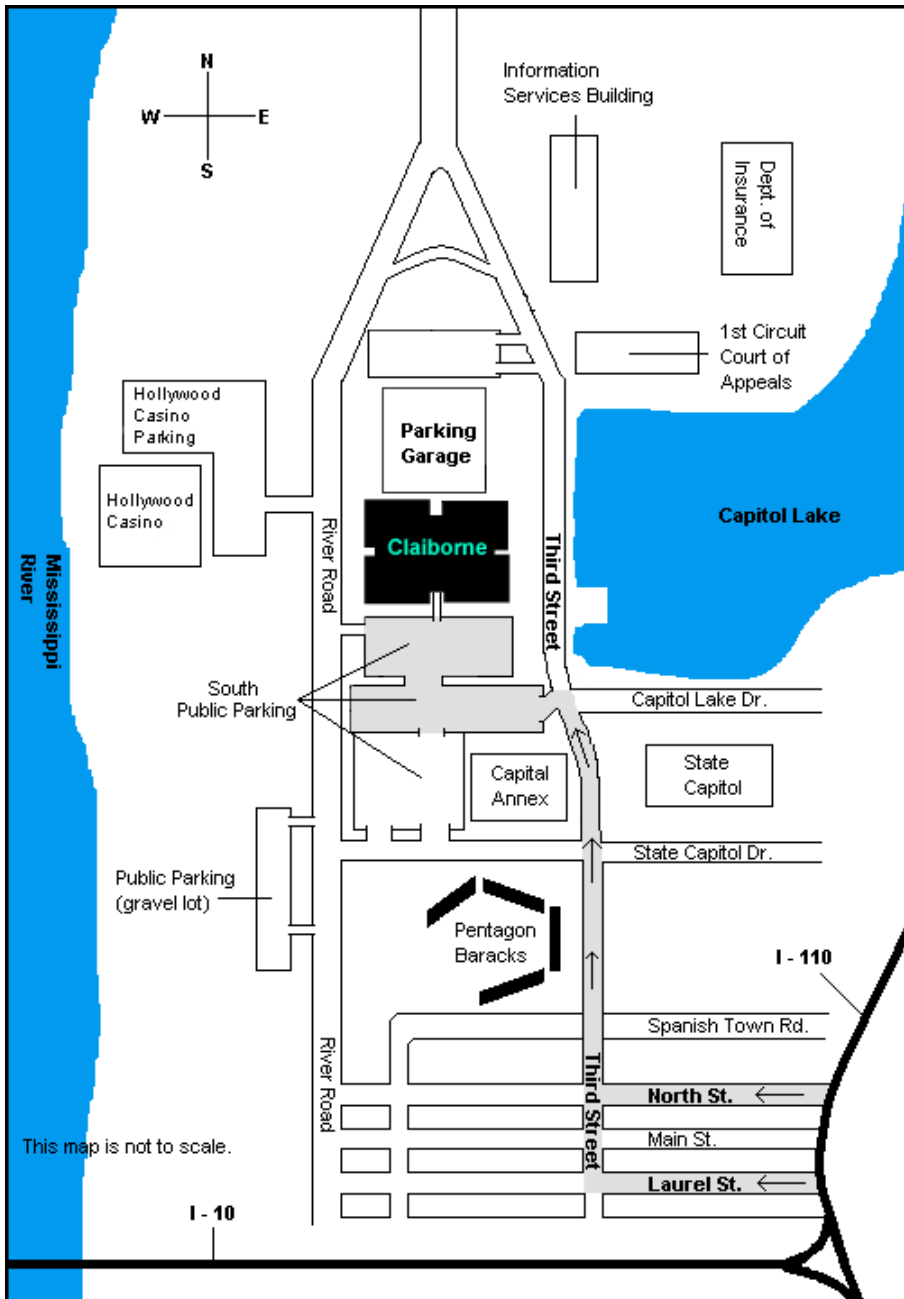 N
W
E
S
Information
Services Building
Dept. of
Insurance
1st Circuit
Court of
Appeals
Hollywood
Casino
Parking
Parking
Garage
Hollywood
Casino
Claiborne
Capitol Lake
River Road
Third Street
Mississippi
River
South
Public Parking
Capitol Lake Dr.
Capital
Annex
State
Capitol
State Capitol Dr.
Public Parking
(gravel lot)
Pentagon
Baracks
I - 110
Spanish Town Rd.
River Road
Third Street
North St.
Main St.
This map is not to scale.
Laurel St.
I - 10